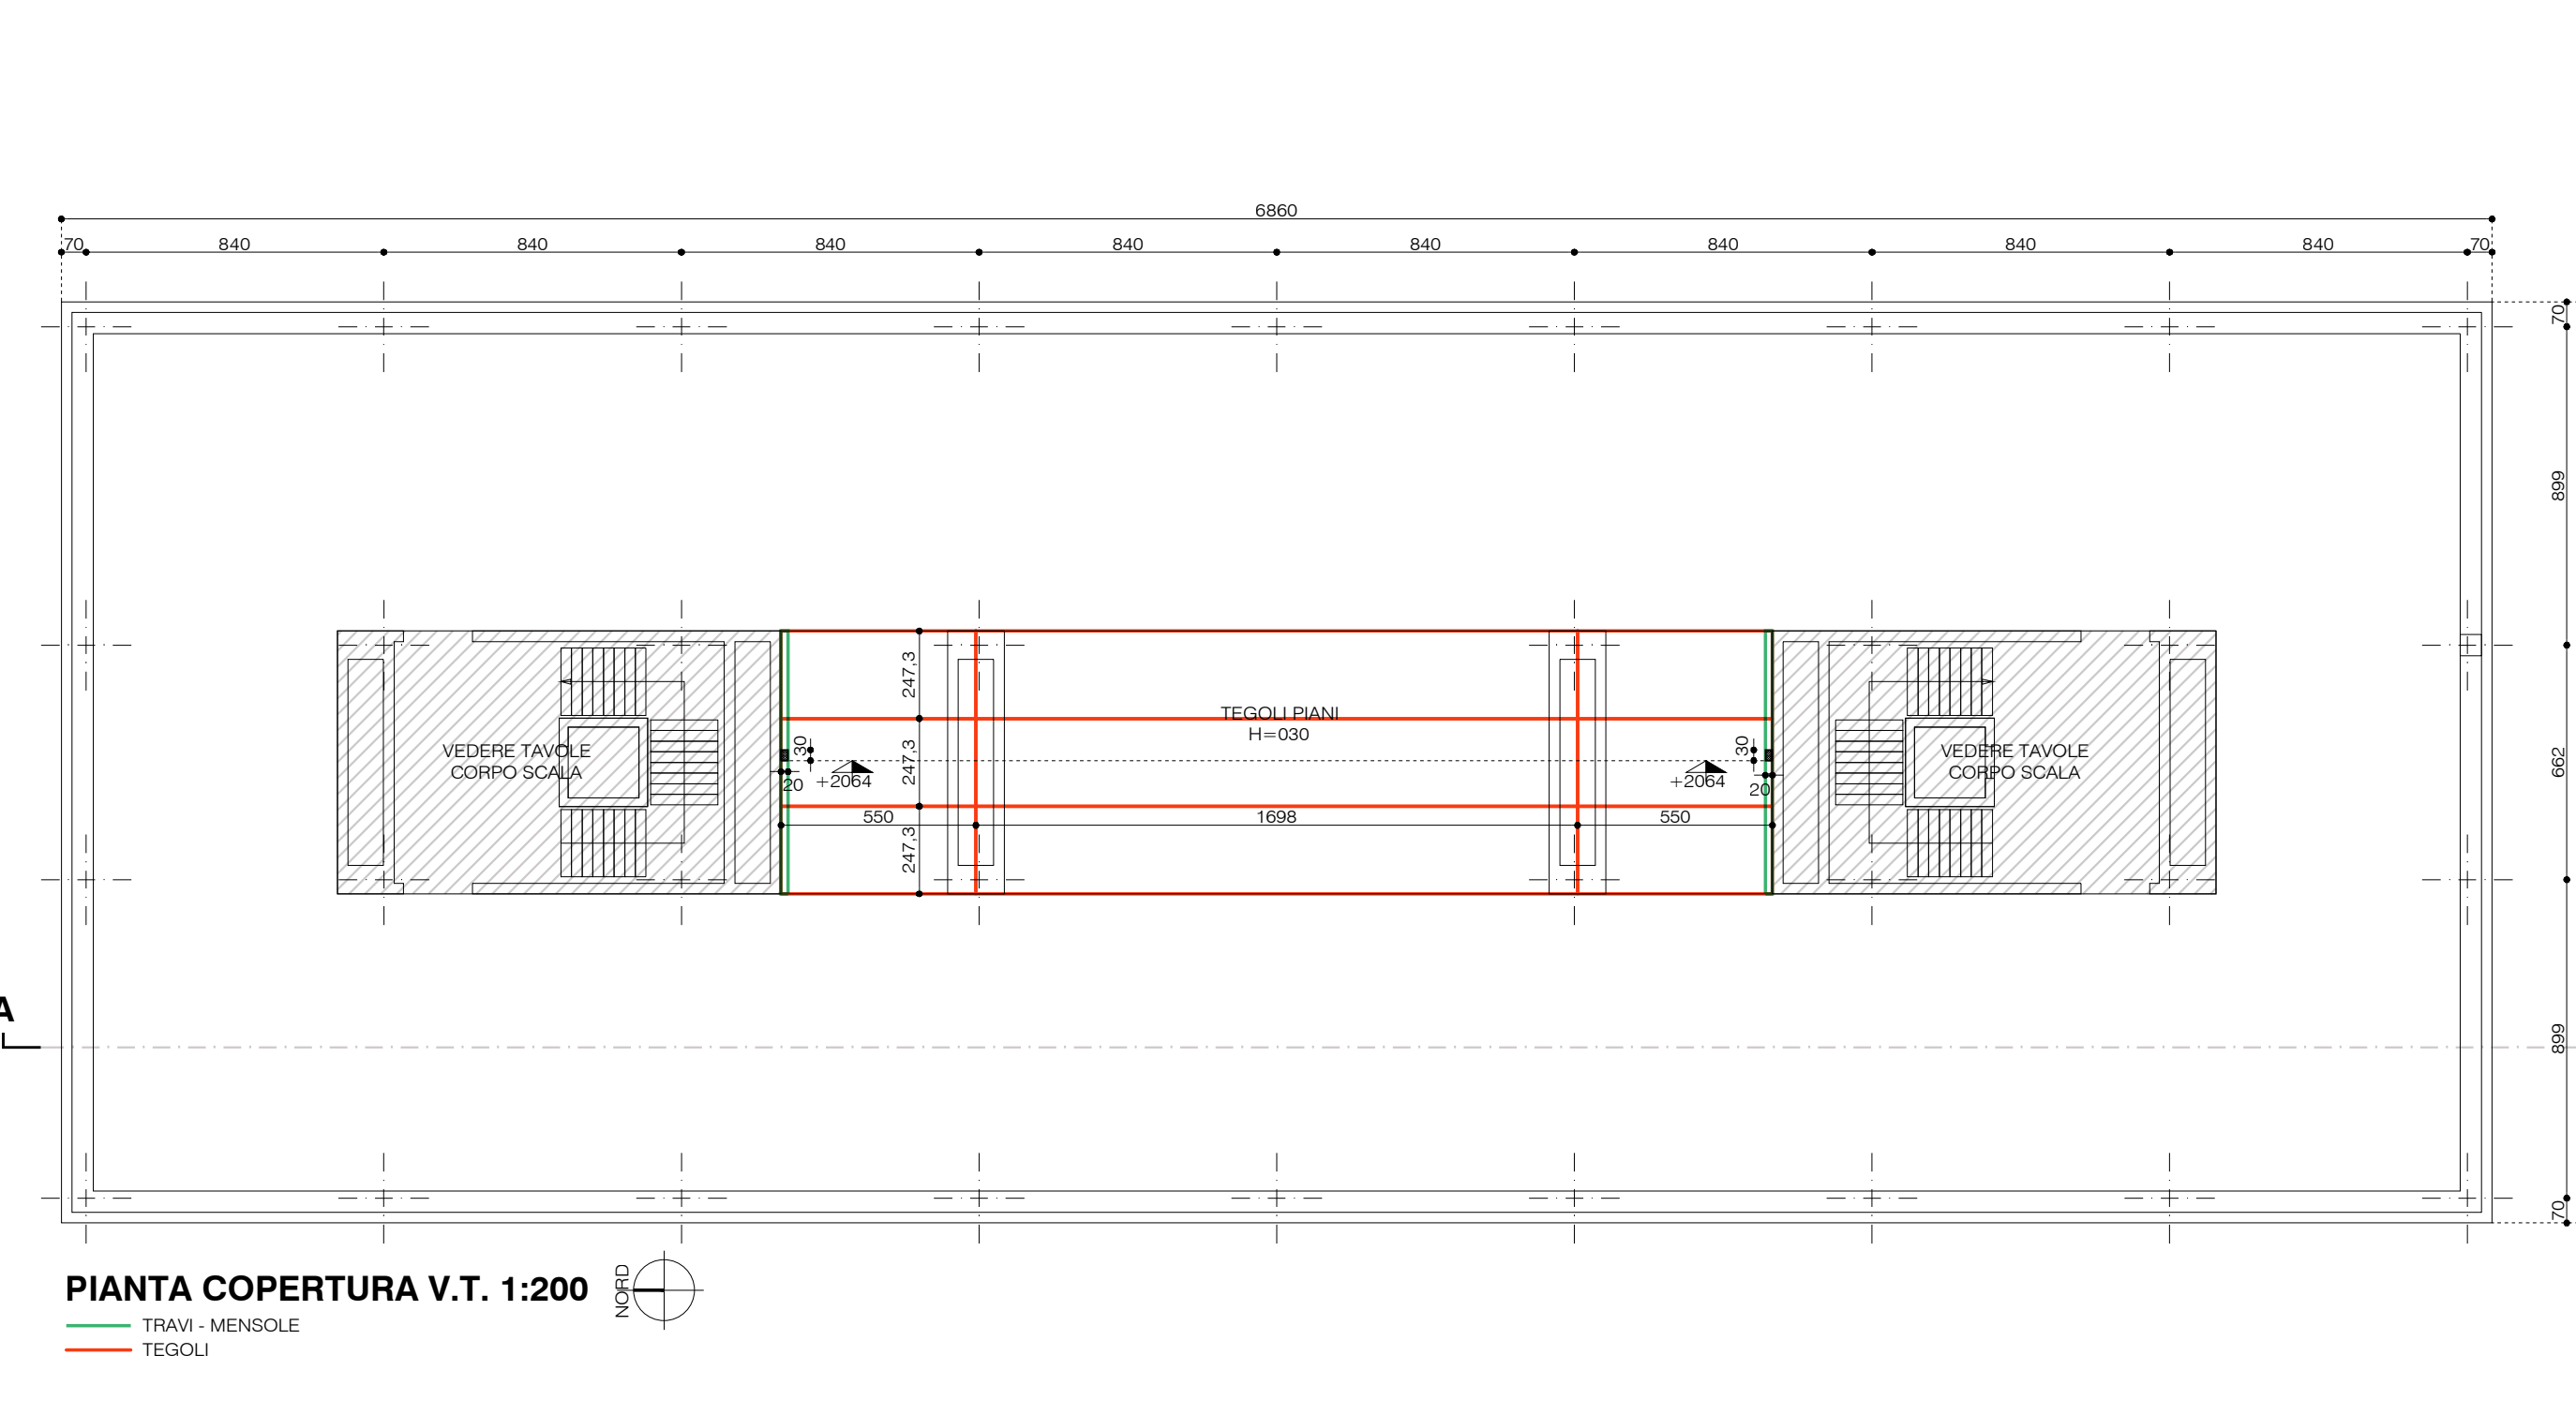 6860
70 840 840 840 840 840 840 840 840 70
70
899
662
899
70
247,3
247,3
247,3
TEGOLI PIANI
H=030
VEDERE TAVOLE
CORPO SCALA
VEDERE TAVOLE
CORPO SCALA
30
20
+2064
30
20
+2064
550 1698 550
A
PIANTA COPERTURA V.T. 1:200
NORD
TRAVI - MENSOLE
TEGOLI